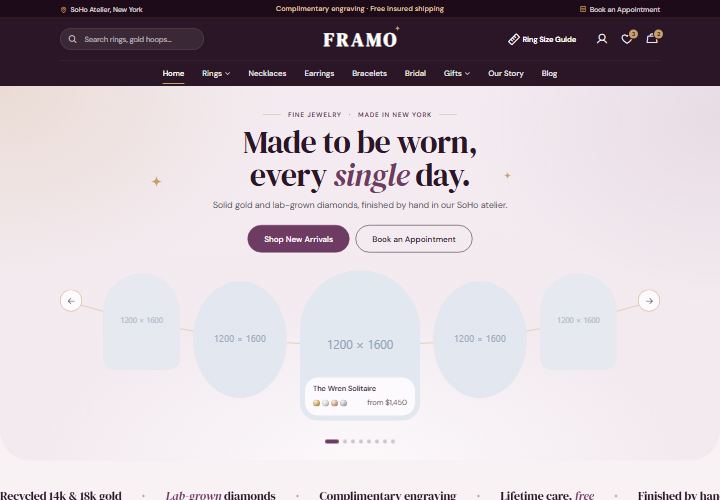 SoHo Atelier, New York
Complimentary engraving · Free insured shipping
Book an Appointment
Search rings, gold hoops...
FRAMO
Ring Size Guide
3
2
Home
Rings
Necklaces
Earrings
Bracelets
Bridal
Gifts
Our Story
Blog
FINE JEWELRY · MADE IN NEW YORK
Made to be worn,
every single day.
Solid gold and lab-grown diamonds, finished by hand in our SoHo atelier.
Shop New Arrivals
Book an Appointment
1200 × 1600
1200 × 1600
1200 × 1600
1200 × 1600
1200 × 1600
The Wren Solitaire
from $1,450
Recycled 14k & 18k gold · Lab-grown diamonds · Complimentary engraving · Lifetime care, free · Finished by han